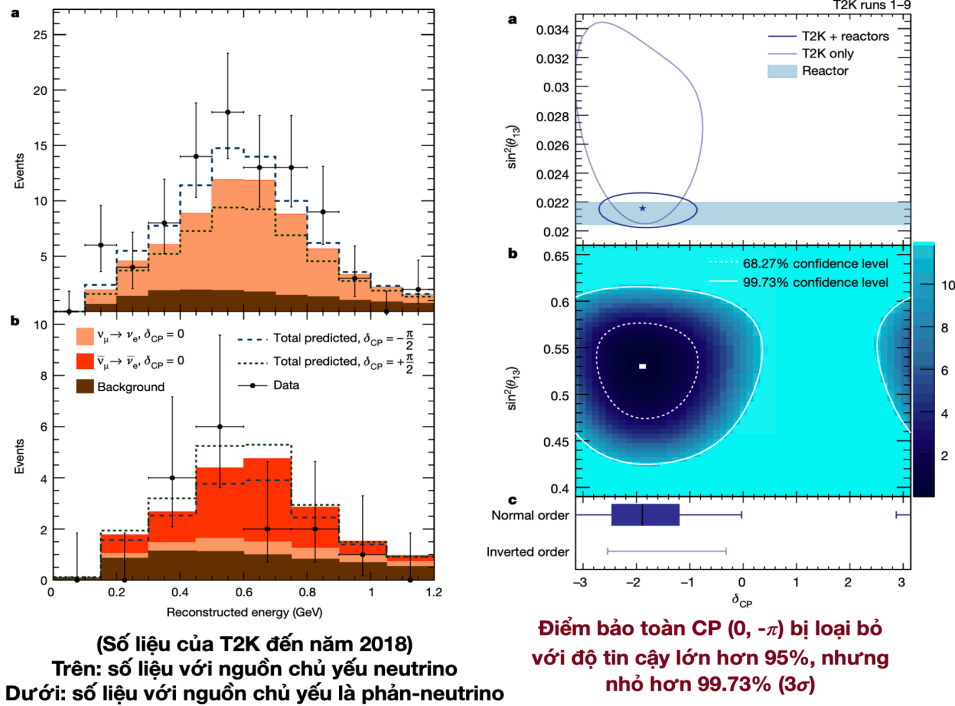 a
25
20
15
10
5
0
Events
b
10
8
6
4
2
0
Events
νμ → νe, δCP = 0
ν̄μ → ν̄e, δCP = 0
Background
Total predicted, δCP = −π/2
Total predicted, δCP = +π/2
Data
0 0.2 0.4 0.6 0.8 1.0 1.2
Reconstructed energy (GeV)
(Số liệu của T2K đến năm 2018)
Trên: số liệu với nguồn chủ yếu neutrino
Dưới: số liệu với nguồn chủ yếu là phản-neutrino
T2K runs 1–9
a
0.034
0.032
0.03
0.026
0.024
0.022
0.02
sin²(θ13)
T2K + reactors
T2K only
Reactor
b
0.65
0.6
0.55
0.5
0.45
0.4
sin²(θ13)
68.27% confidence level
99.73% confidence level
10
8
6
4
2
c
Normal order
Inverted order
−3 −2 −1 0 1 2 3
δCP
Điểm bảo toàn CP (0, -π) bị loại bỏ
với độ tin cậy lớn hơn 95%, nhưng
nhỏ hơn 99.73% (3σ)